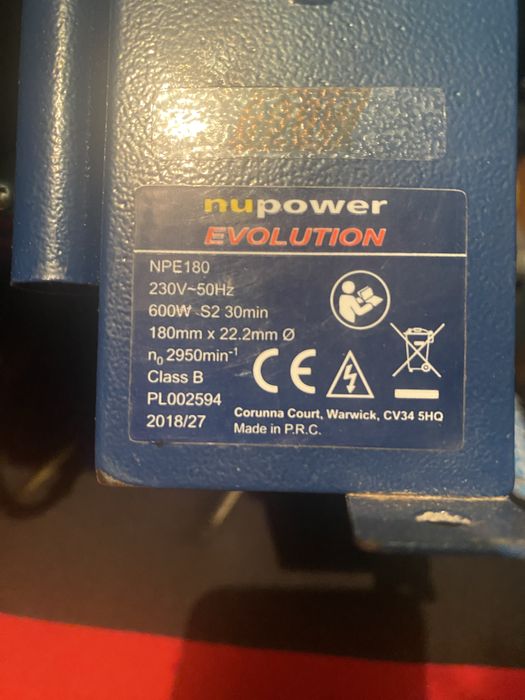 nupower
EVOLUTION
NPE180
230V~50Hz
600W S2 30min
180mm x 22.2mm Ø
n₀ 2950min⁻¹
Class B
PL002594
2018/27
CE
Corunna Court, Warwick, CV34 5HQ
Made in P.R.C.